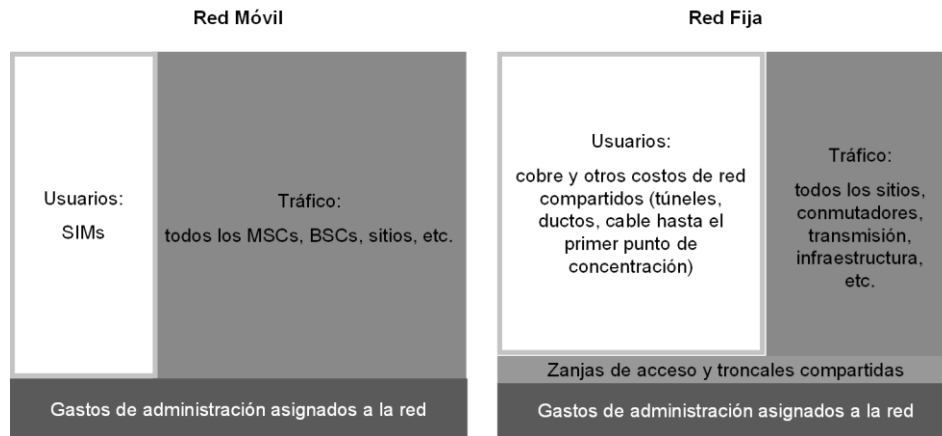 Red Móvil
Usuarios:
SIMs
Tráfico:
todos los MSCs, BSCs, sitios, etc.
Gastos de administración asignados a la red
Red Fija
Usuarios:
cobre y otros costos de red
compartidos (túneles,
ductos, cable hasta el
primer punto de
concentración)
Tráfico:
todos los sitios,
conmutadores,
transmisión,
infraestructura,
etc.
Zanjas de acceso y troncales compartidas
Gastos de administración asignados a la red